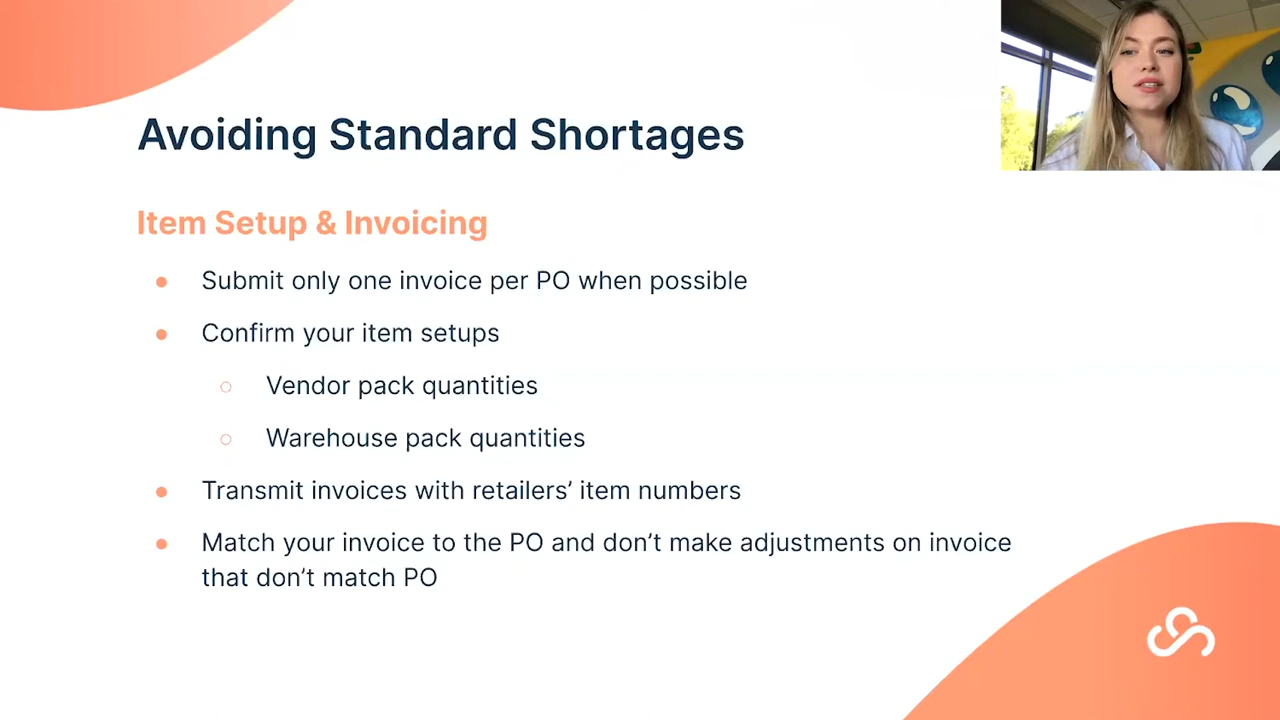 Avoiding Standard Shortages
Item Setup & Invoicing
● Submit only one invoice per PO when possible
● Confirm your item setups
○ Vendor pack quantities
○ Warehouse pack quantities
● Transmit invoices with retailers’ item numbers
● Match your invoice to the PO and don’t make adjustments on invoice
that don’t match PO